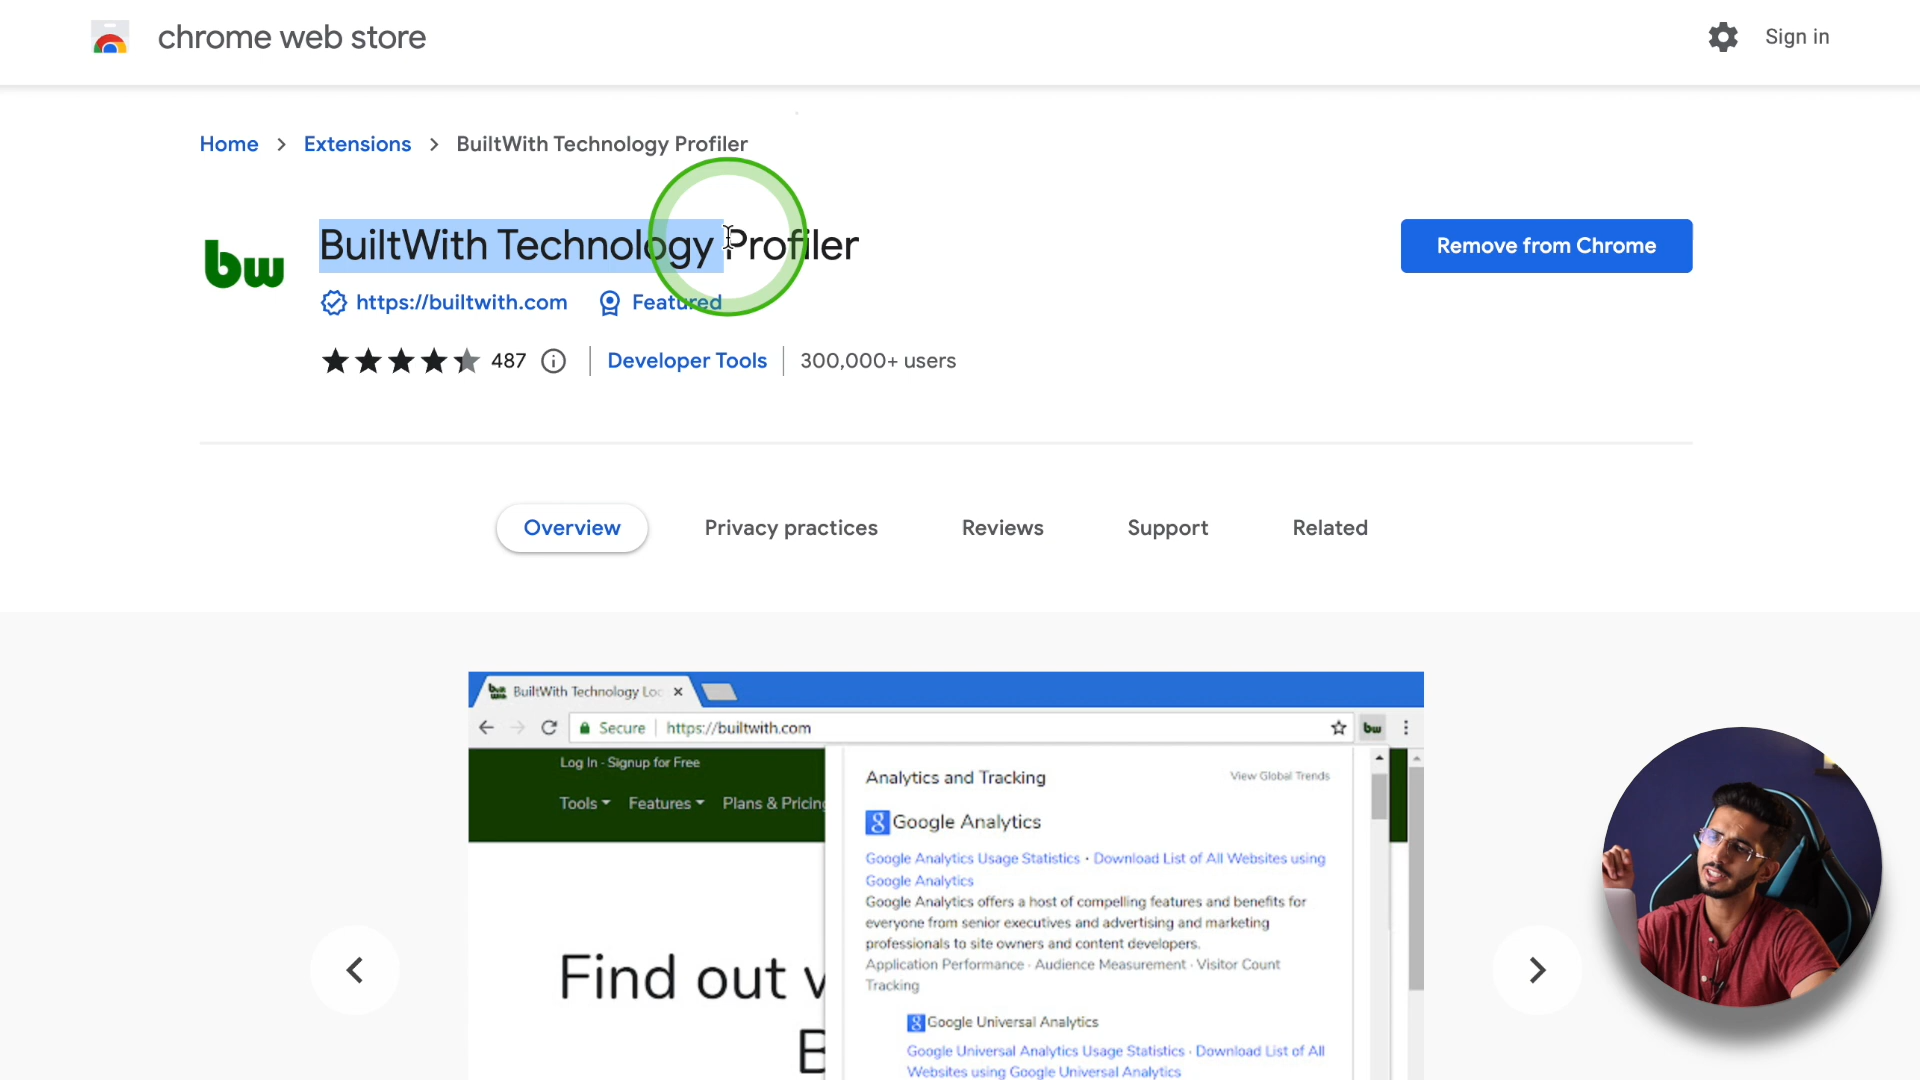 chrome web store
Sign in
Home > Extensions > BuiltWith Technology Profiler
bw
BuiltWith Technology Profiler
Remove from Chrome
https://builtwith.com Featured
487 Developer Tools 300,000+ users
Overview Privacy practices Reviews Support Related
BuiltWith Technology Loo
Secure https://builtwith.com bw
Log In - Signup for Free
Tools Features Plans & Pricing
Analytics and Tracking View Global Trends
Google Analytics
Google Analytics Usage Statistics · Download List of All Websites using
Google Analytics
Google Analytics offers a host of compelling features and benefits for
everyone from senior executives and advertising and marketing
professionals to site owners and content developers.
Application Performance · Audience Measurement · Visitor Count
Tracking
Find out
Google Universal Analytics
Google Universal Analytics Usage Statistics · Download List of All
Websites using Google Universal Analytics